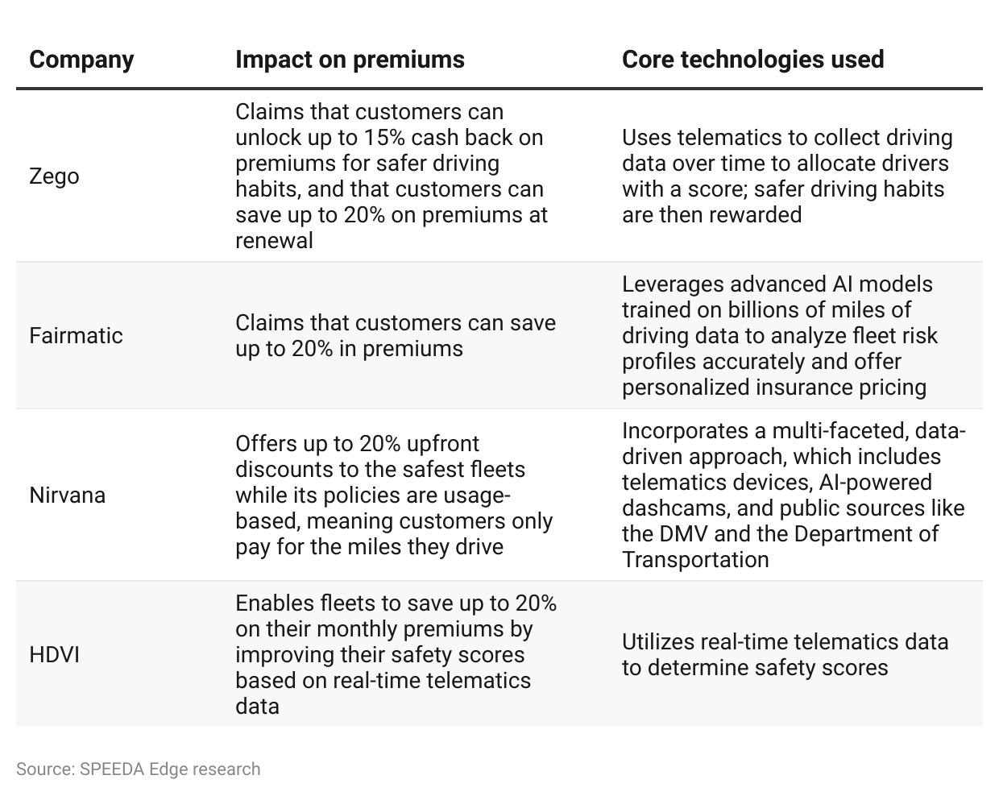 Company
Impact on premiums
Core technologies used
Zego
Claims that customers can
unlock up to 15% cash back on
premiums for safer driving
habits, and that customers can
save up to 20% on premiums at
renewal
Uses telematics to collect driving
data over time to allocate drivers
with a score; safer driving habits
are then rewarded
Fairmatic
Claims that customers can save
up to 20% in premiums
Leverages advanced AI models
trained on billions of miles of
driving data to analyze fleet risk
profiles accurately and offer
personalized insurance pricing
Nirvana
Offers up to 20% upfront
discounts to the safest fleets
while its policies are usage-
based, meaning customers only
pay for the miles they drive
Incorporates a multi-faceted, data-
driven approach, which includes
telematics devices, AI-powered
dashcams, and public sources like
the DMV and the Department of
Transportation
HDVI
Enables fleets to save up to 20%
on their monthly premiums by
improving their safety scores
based on real-time telematics
data
Utilizes real-time telematics data
to determine safety scores
Source: SPEEDA Edge research